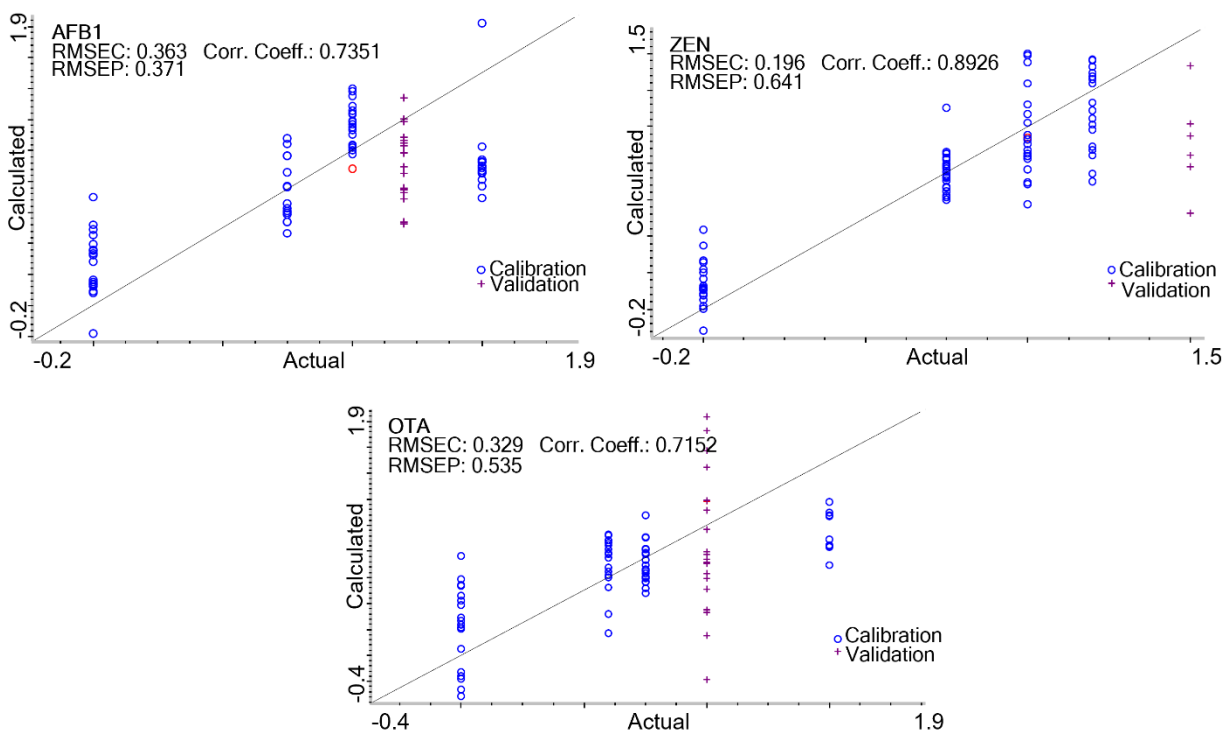 AFB1
RMSEC: 0.363 Corr. Coeff.: 0.7351
RMSEP: 0.371
1.9
Calculated
-0.2
Calibration
Validation
-0.2
Actual
1.9
ZEN
RMSEC: 0.196 Corr. Coeff.: 0.8926
RMSEP: 0.641
1.5
Calculated
-0.2
Calibration
Validation
-0.2
Actual
1.5
OTA
RMSEC: 0.329 Corr. Coeff.: 0.7152
RMSEP: 0.535
1.9
Calculated
-0.4
Calibration
Validation
-0.4
Actual
1.9